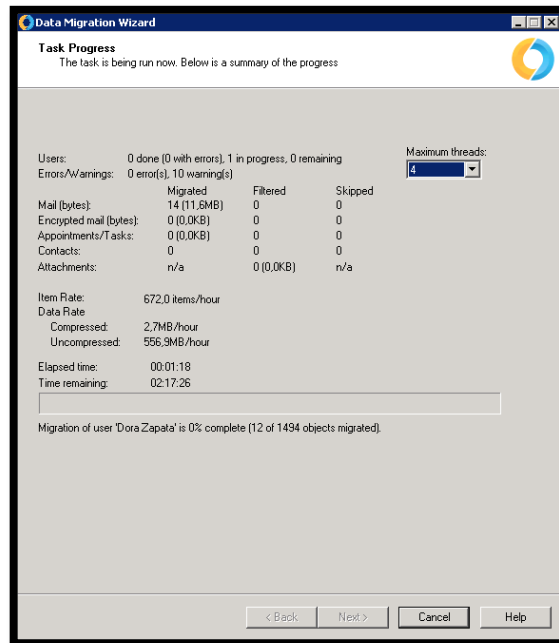 Data Migration Wizard
Task Progress
The task is being run now. Below is a summary of the progress
Users: 0 done (0 with errors), 1 in progress, 0 remaining
Maximum threads:
Errors/Warnings: 0 error(s), 10 warning(s)
4
Migrated Filtered Skipped
Mail (bytes): 14 (11,6MB) 0 0
Encrypted mail (bytes): 0 (0,0KB) 0 0
Appointments/Tasks: 0 (0,0KB) 0 0
Contacts: 0 0 0
Attachments: n/a 0 (0,0KB) n/a
Item Rate: 672,0 items/hour
Data Rate
Compressed: 2,7MB/hour
Uncompressed: 556,9MB/hour
Elapsed time: 00:01:18
Time remaining: 02:17:26
Migration of user 'Dora Zapata' is 0% complete (12 of 1494 objects migrated).
< Back Next > Cancel Help